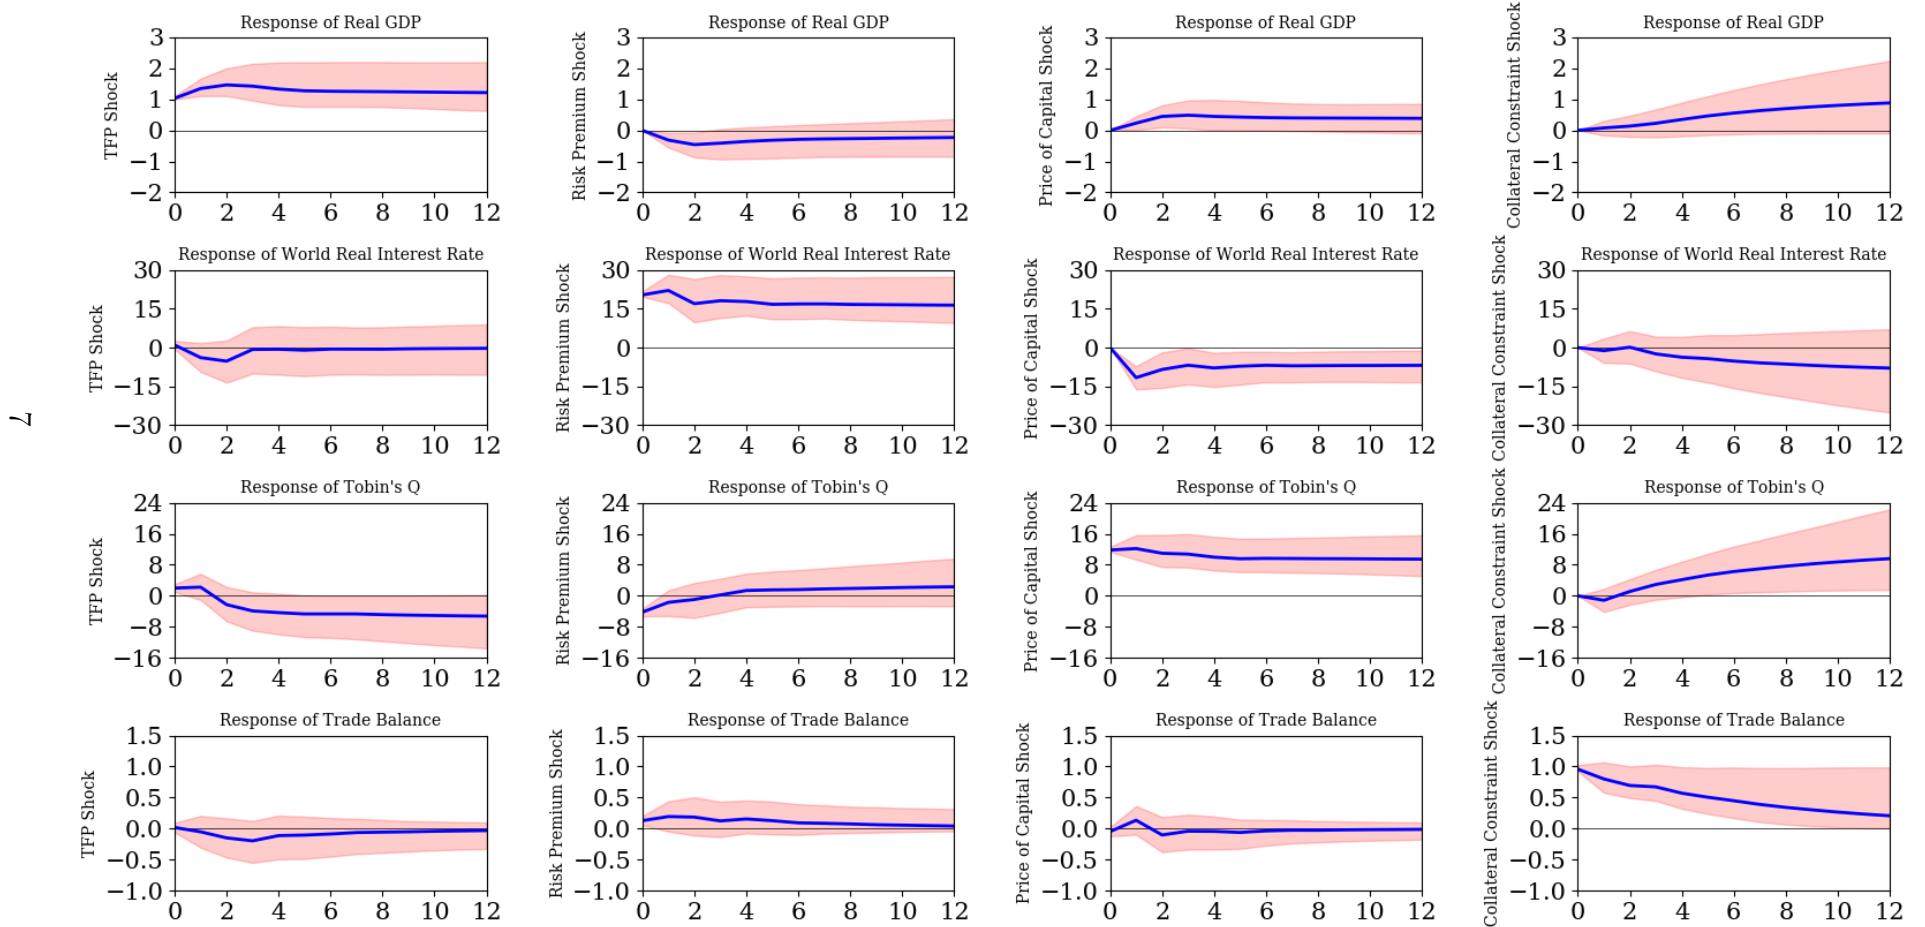 Response of Real GDP
TFP Shock
3
2
1
0
−1
−2
0 2 4 6 8 10 12
Response of Real GDP
Risk Premium Shock
3
2
1
0
−1
−2
0 2 4 6 8 10 12
Response of Real GDP
Price of Capital Shock
3
2
1
0
−1
−2
0 2 4 6 8 10 12
Response of Real GDP
Collateral Constraint Shock
3
2
1
0
−1
−2
0 2 4 6 8 10 12
Response of World Real Interest Rate
TFP Shock
30
15
0
−15
−30
0 2 4 6 8 10 12
Response of World Real Interest Rate
Risk Premium Shock
30
15
0
−15
−30
0 2 4 6 8 10 12
Response of World Real Interest Rate
Price of Capital Shock
30
15
0
−15
−30
0 2 4 6 8 10 12
Response of World Real Interest Rate
Collateral Constraint Shock
30
15
0
−15
−30
0 2 4 6 8 10 12
7
Response of Tobin's Q
TFP Shock
24
16
8
0
−8
−16
0 2 4 6 8 10 12
Response of Tobin's Q
Risk Premium Shock
24
16
8
0
−8
−16
0 2 4 6 8 10 12
Response of Tobin's Q
Price of Capital Shock
24
16
8
0
−8
−16
0 2 4 6 8 10 12
Response of Tobin's Q
Collateral Constraint Shock
24
16
8
0
−8
−16
0 2 4 6 8 10 12
Response of Trade Balance
TFP Shock
1.5
1.0
0.5
0.0
−0.5
−1.0
0 2 4 6 8 10 12
Response of Trade Balance
Risk Premium Shock
1.5
1.0
0.5
0.0
−0.5
−1.0
0 2 4 6 8 10 12
Response of Trade Balance
Price of Capital Shock
1.5
1.0
0.5
0.0
−0.5
−1.0
0 2 4 6 8 10 12
Response of Trade Balance
Collateral Constraint Shock
1.5
1.0
0.5
0.0
−0.5
−1.0
0 2 4 6 8 10 12